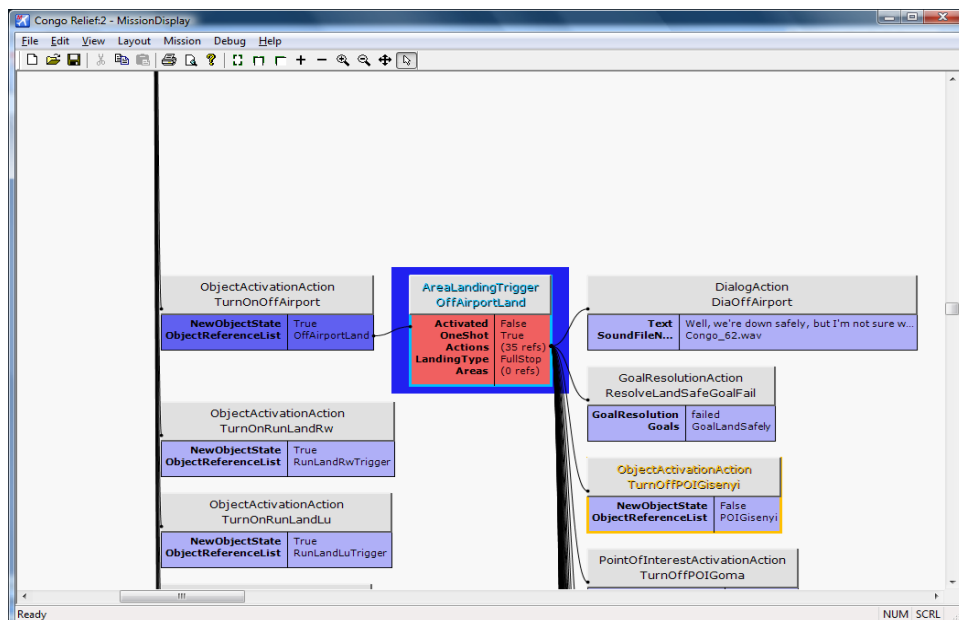 Congo Relief:2 - MissionDisplay
File Edit View Layout Mission Debug Help
ObjectActivationAction
TurnOnOffAirport
NewObjectState True
ObjectReferenceList OffAirportLand
AreaLandingTrigger
OffAirportLand
Activated False
OneShot True
Actions (35 refs)
LandingType FullStop
Areas (0 refs)
DialogAction
DiaOffAirport
Text Well, we're down safely, but I'm not sure w...
SoundFileN... Congo_62.wav
GoalResolutionAction
ResolveLandSafeGoalFail
GoalResolution failed
Goals GoalLandSafely
ObjectActivationAction
TurnOnRunLandRw
NewObjectState True
ObjectReferenceList RunLandRwTrigger
ObjectActivationAction
TurnOffPOIGisenyi
NewObjectState False
ObjectReferenceList POIGisenyi
ObjectActivationAction
TurnOnRunLandLu
NewObjectState True
ObjectReferenceList RunLandLuTrigger
PointOfInterestActivationAction
TurnOffPOIGoma
Ready NUM SCRL